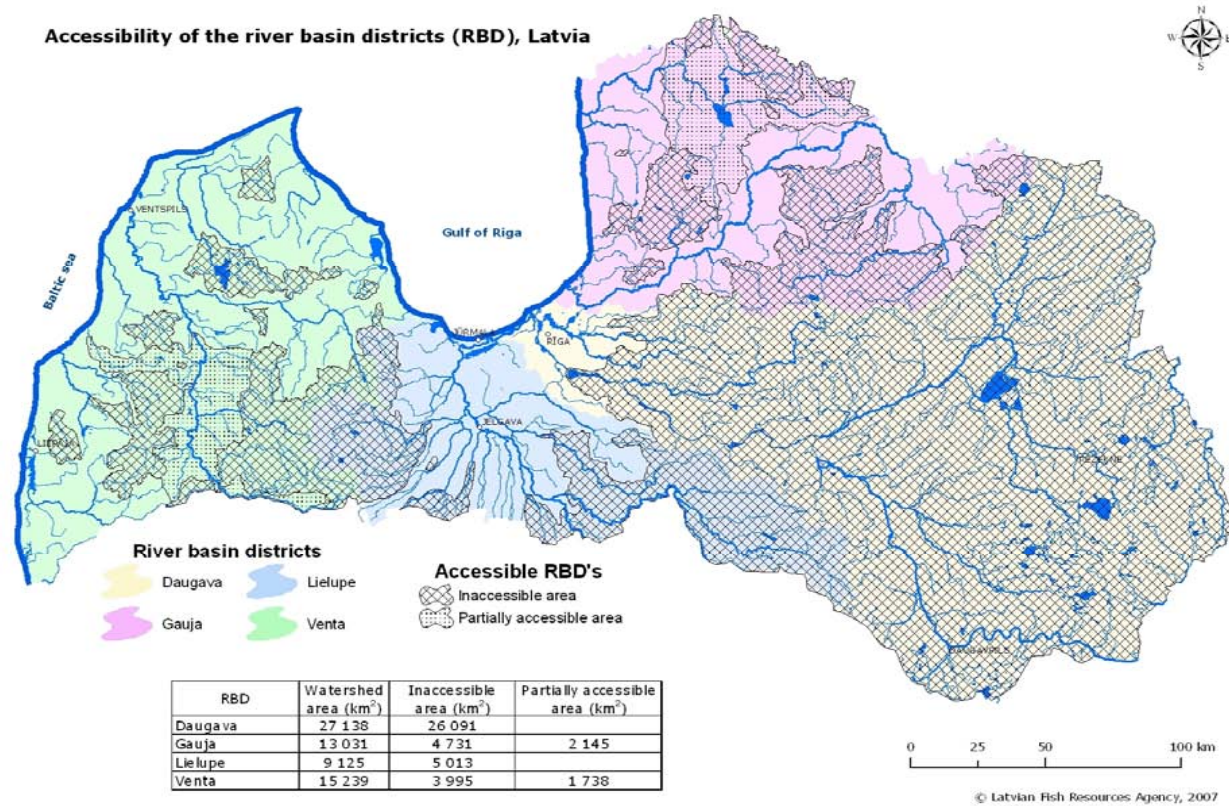 Accessibility of the river basin districts (RBD), Latvia
N
W E
S
VENTSPILS
Gulf of Riga
Baltic sea
JURMALA
RIGA
LIEPAJA
JELGAVA
REZEKNE
DAUGAVPILS
River basin districts
Daugava
Lielupe
Gauja
Venta
Accessible RBD's
Inaccessible area
Partially accessible area
RBD Watershed area (km²) Inaccessible area (km²) Partially accessible area (km²)
Daugava 27 138 26 091
Gauja 13 031 4 731 2 145
Lielupe 9 125 5 013
Venta 15 239 3 995 1 738
0 25 50 100 km
© Latvian Fish Resources Agency, 2007